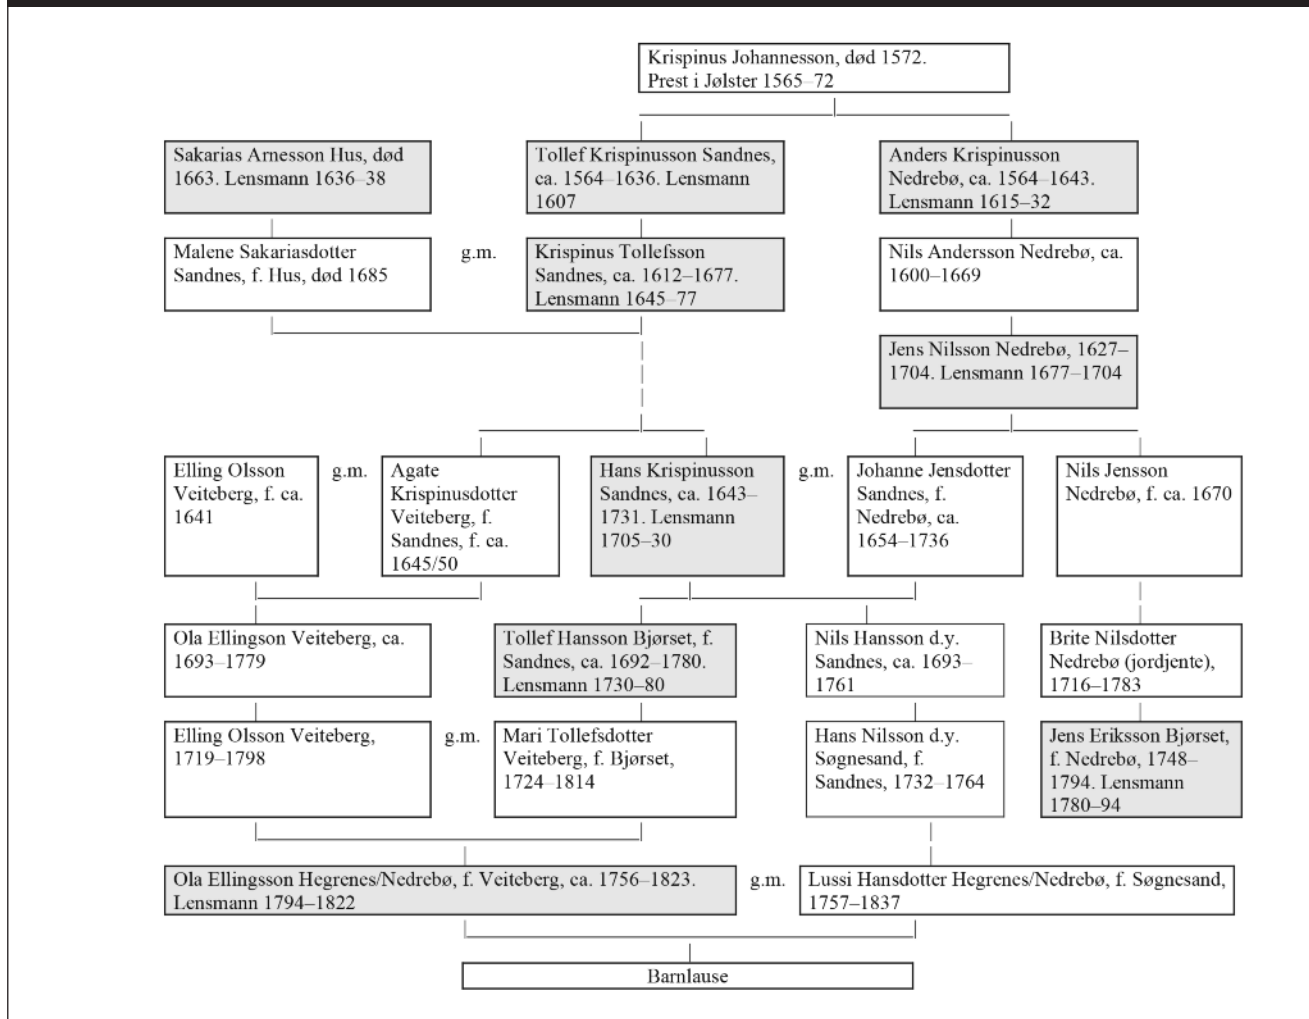 Krispinus Johannesson, død 1572.
Prest i Jølster 1565–72
Sakarias Arnesson Hus, død
1663. Lensmann 1636–38
Tollef Krispinusson Sandnes,
ca. 1564–1636. Lensmann
1607
Anders Krispinusson
Nedrebø, ca. 1564–1643.
Lensmann 1615–32
Malene Sakariasdotter
Sandnes, f. Hus, død 1685
g.m.
Krispinus Tollefsson
Sandnes, ca. 1612–1677.
Lensmann 1645–77
Nils Andersson Nedrebø, ca.
1600–1669
Jens Nilsson Nedrebø, 1627–
1704. Lensmann 1677–1704
Elling Olsson
Veiteberg, f. ca.
1641
g.m.
Agate
Krispinusdotter
Veiteberg, f.
Sandnes, f. ca.
1645/50
Hans Krispinusson
Sandnes, ca. 1643–
1731. Lensmann
1705–30
g.m.
Johanne Jensdotter
Sandnes, f.
Nedrebø, ca.
1654–1736
Nils Jensson
Nedrebø, f. ca. 1670
Ola Ellingson Veiteberg, ca.
1693–1779
Tollef Hansson Bjørset, f.
Sandnes, ca. 1692–1780.
Lensmann 1730–80
Nils Hansson d.y.
Sandnes, ca. 1693–
1761
Brite Nilsdotter
Nedrebø (jordjente),
1716–1783
Elling Olsson Veiteberg,
1719–1798
g.m.
Mari Tollefsdotter
Veiteberg, f. Bjørset,
1724–1814
Hans Nilsson d.y.
Søgnesand, f.
Sandnes, 1732–1764
Jens Eriksson Bjørset,
f. Nedrebø, 1748–
1794. Lensmann
1780–94
Ola Ellingsson Hegrenes/Nedrebø, f. Veiteberg, ca. 1756–1823.
Lensmann 1794–1822
g.m.
Lussi Hansdotter Hegrenes/Nedrebø, f. Søgnesand,
1757–1837
Barnlause